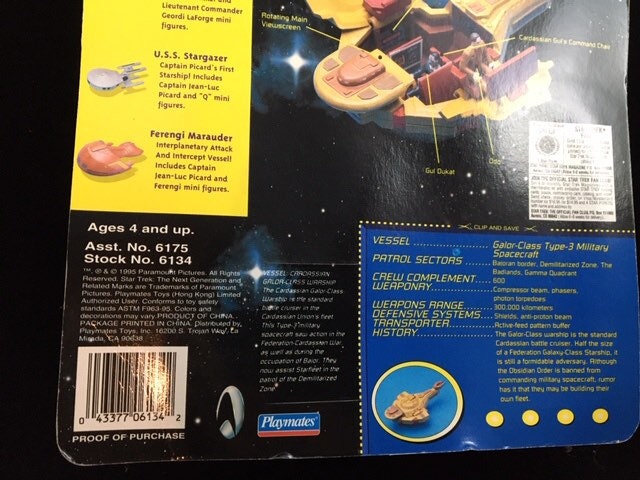 Lieutenant Commander
Geordi LaForge mini
figures.
U.S.S. Stargazer
Captain Picard's First
Starship! Includes
Captain Jean-Luc
Picard and "Q" mini
figures.
Ferengi Marauder
Interplanetary Attack
And Intercept Vessel!
Includes Captain
Jean-Luc Picard and
Ferengi mini figures.
Rotating Main
Viewscreen
Cardassian Gul's Command Chair
Gul Dukat
Odo
Ages 4 and up.
Asst. No. 6175
Stock No. 6134
™, ® & © 1995 Paramount Pictures. All Rights
Reserved. Star Trek: The Next Generation and
Related Marks are Trademarks of Paramount
Pictures. Playmates Toys (Hong Kong) Limited
Authorized User. Conforms to toy safety
standards ASTM F963-95. Colors and
decorations may vary. PRODUCT OF CHINA.
PACKAGE PRINTED IN CHINA. Distributed by,
Playmates Toys, Inc. 16200 S. Trojan Way, La
Mirada, CA 90638
0 43377-06134 2
PROOF OF PURCHASE
VESSEL: CARDASSIAN
GALOR-CLASS WARSHIP
The Cardassian Galor-Class
Warship is the standard
battle cruiser in the
Cardassian Union's fleet.
This Type-3 military
spacecraft saw action in the
Federation-Cardassian War
as well as during the
occupation of Bajor. They
now assist Starfleet in the
patrol of the Demilitarized
Zone.
Playmates
CLIP AND SAVE
VESSEL Galor-Class Type-3 Military
Spacecraft
PATROL SECTORS Bajoran border, Demilitarized Zone, The
Badlands, Gamma Quadrant
CREW COMPLEMENT 600
WEAPONRY Compressor beam, phasers,
photon torpedoes
WEAPONS RANGE 300,000 kilometers
DEFENSIVE SYSTEMS Shields, anti-proton beam
TRANSPORTER Active-feed pattern buffer
HISTORY The Galor-Class warship is the standard
Cardassian battle cruiser. Half the size
of a Federation Galaxy-Class Starship, it
is still a formidable adversary. Although
the Obsidian Order is banned from
commanding military spacecraft, rumor
has it that they may be building their
own fleet.